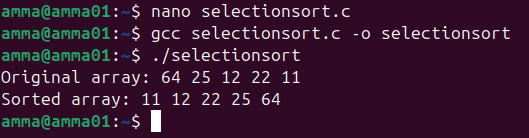 amma@amma01:~$ nano selectionsort.c
amma@amma01:~$ gcc selectionsort.c -o selectionsort
amma@amma01:~$ ./selectionsort
Original array: 64 25 12 22 11
Sorted array: 11 12 22 25 64
amma@amma01:~$